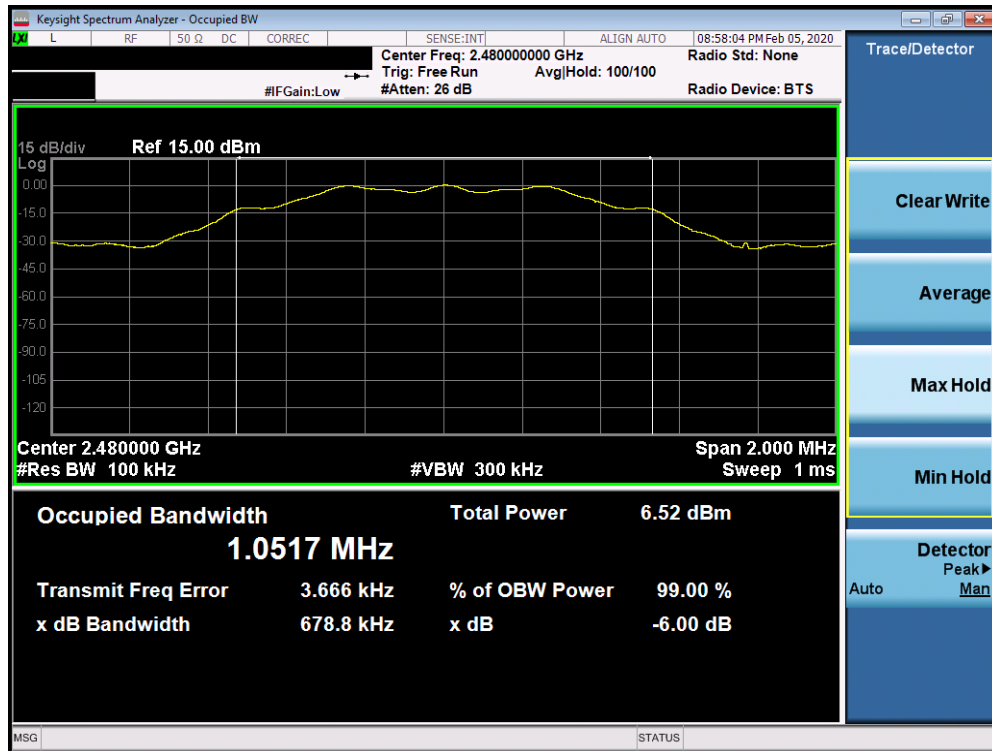 Keysight Spectrum Analyzer - Occupied BW
LXI L RF 50 Ω DC CORREC SENSE:INT ALIGN AUTO 08:58:04 PM Feb 05, 2020
Center Freq: 2.480000000 GHz Radio Std: None
Trig: Free Run Avg|Hold: 100/100
#IFGain:Low #Atten: 26 dB Radio Device: BTS
15 dB/div Ref 15.00 dBm
Log
0.00
-15.0
-30.0
-45.0
-60.0
-75.0
-90.0
-105
-120
Center 2.480000 GHz Span 2.000 MHz
#Res BW 100 kHz #VBW 300 kHz Sweep 1 ms
Occupied Bandwidth Total Power 6.52 dBm
1.0517 MHz
Transmit Freq Error 3.666 kHz % of OBW Power 99.00 %
x dB Bandwidth 678.8 kHz x dB -6.00 dB
MSG STATUS
Trace/Detector
Clear Write
Average
Max Hold
Min Hold
Detector
Peak▶
Auto Man